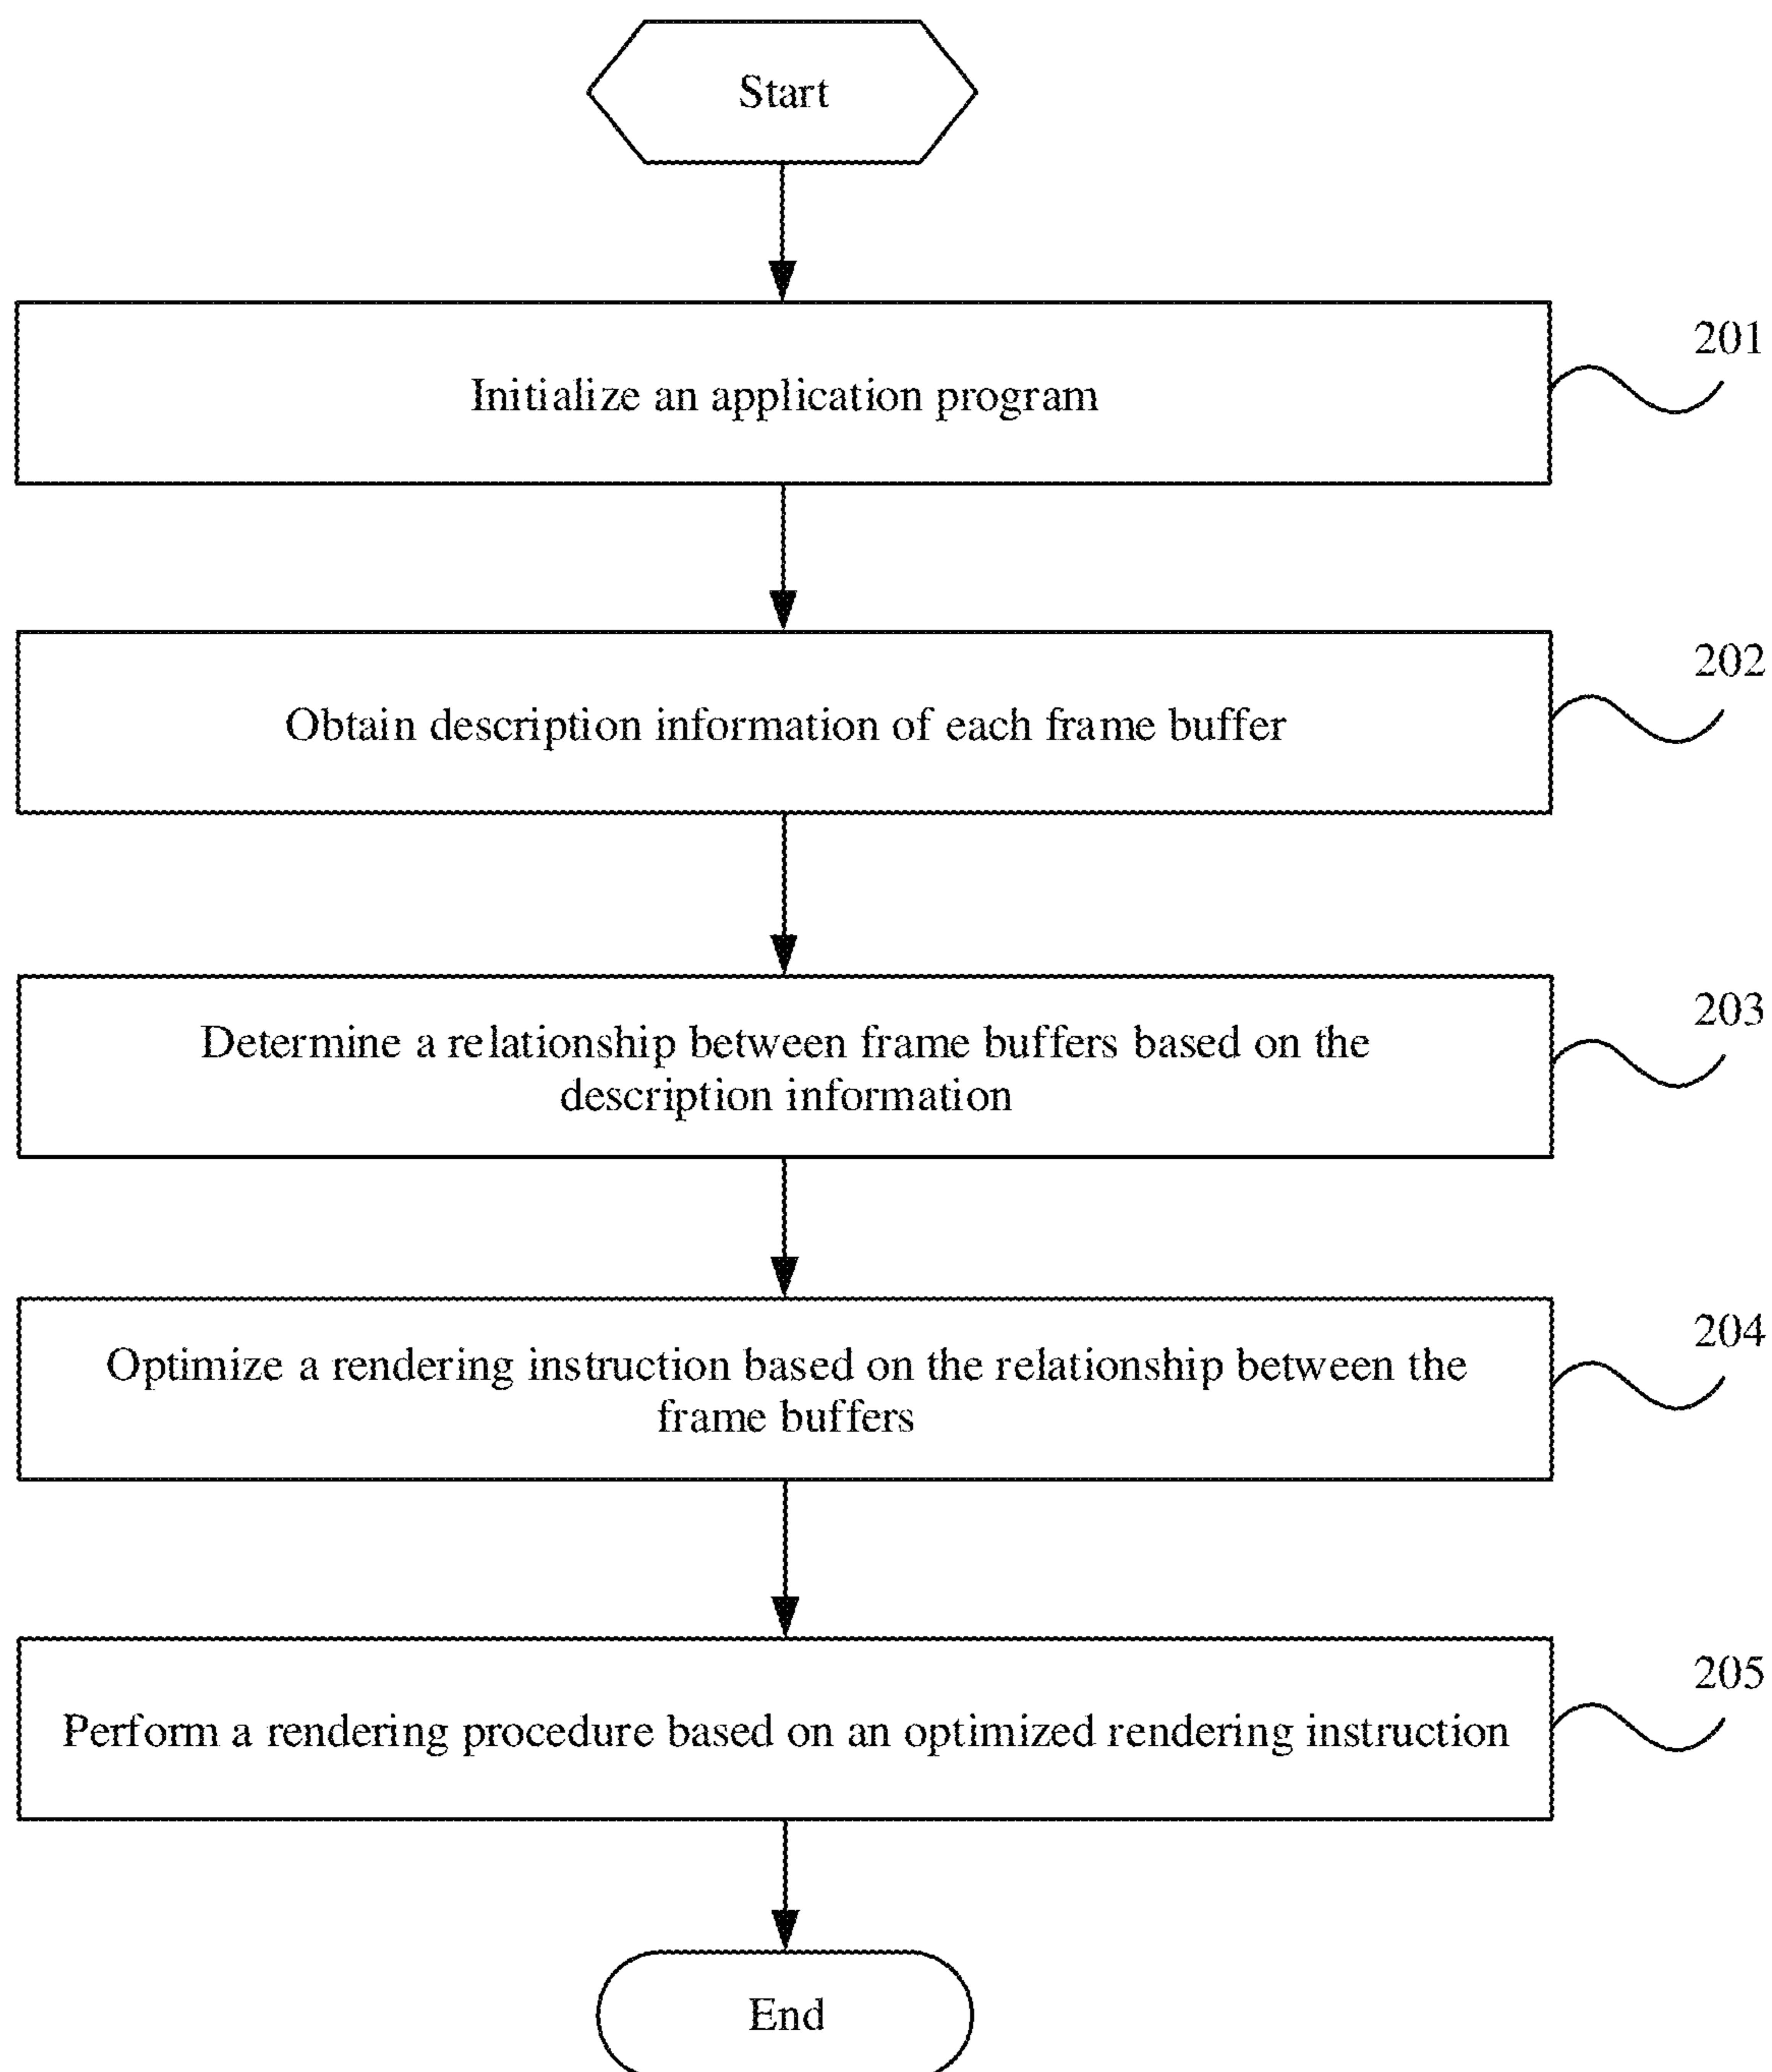 Start
201
Initialize an application program
202
Obtain description information of each frame buffer
203
Determine a relationship between frame buffers based on the
description information
204
Optimize a rendering instruction based on the relationship between the
frame buffers
205
Perform a rendering procedure based on an optimized rendering instruction
End